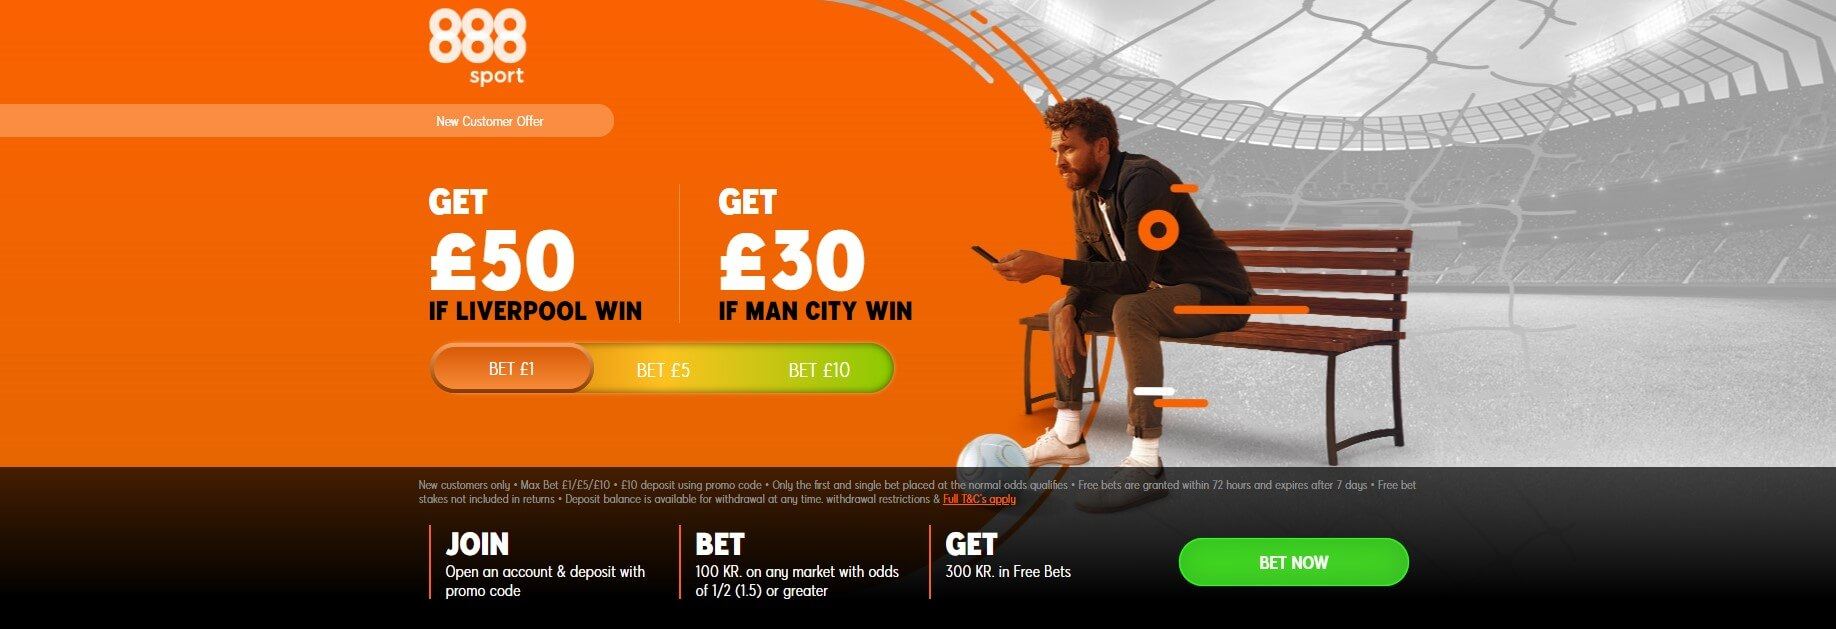 888
sport
New Customer Offer
GET
£50
IF LIVERPOOL WIN
GET
£30
IF MAN CITY WIN
BET £1
BET £5
BET £10
New customers only • Max Bet £1/£5/£10 • £10 deposit using promo code • Only the first and single bet placed at the normal odds qualifies • Free bets are granted within 72 hours and expires after 7 days • Free bet
stakes not included in returns • Deposit balance is available for withdrawal at any time. withdrawal restrictions & Full T&C's apply
JOIN
Open an account & deposit with
promo code
BET
100 KR. on any market with odds
of 1/2 (1.5) or greater
GET
300 KR. in Free Bets
BET NOW